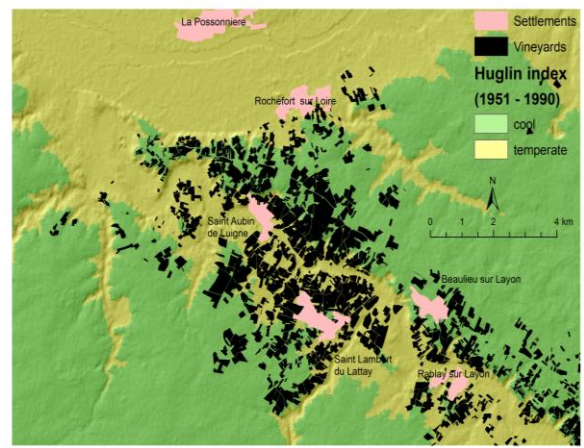 La Possonniere
Settlements
Vineyards
Huglin index
(1951 - 1990)
cool
temperate
Rochefort sur Loire
N
0 2 4 km
Saint Aubin
de Luigne
Beaulieu sur Layon
Saint Lambert
du Lattay
Rablay sur Layon